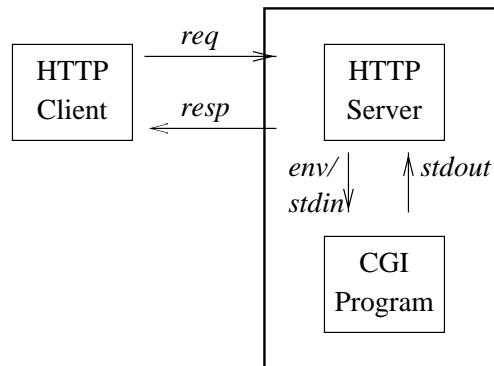 HTTP
Client
req
resp
HTTP
Server
env/
stdin
stdout
CGI
Program